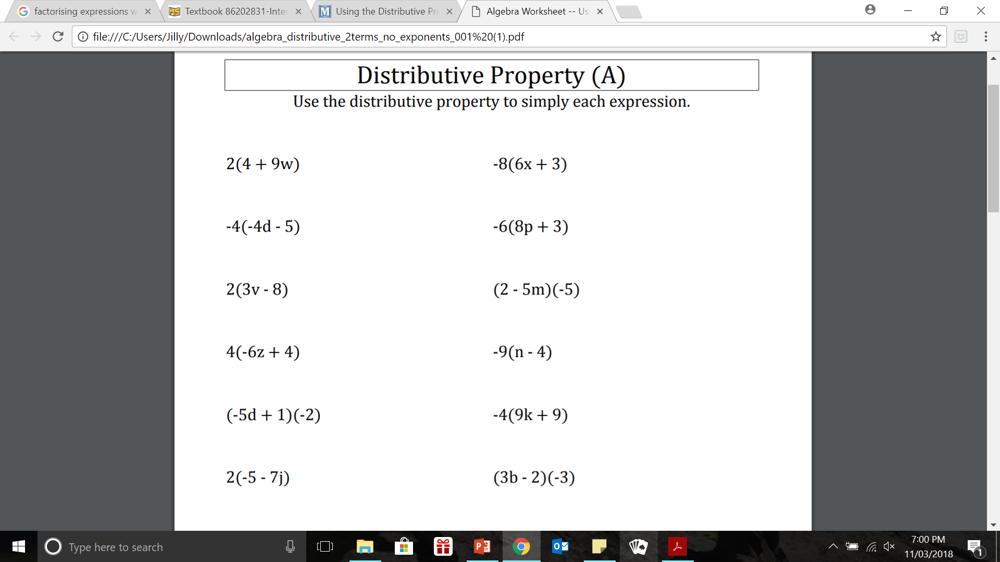 factorising expressions w
Textbook 86202831-Inter
Using the Distributive Pro
Algebra Worksheet -- Us
file:///C:/Users/Jilly/Downloads/algebra_distributive_2terms_no_exponents_001%20(1).pdf
Distributive Property (A)
Use the distributive property to simply each expression.
2(4 + 9w)
-8(6x + 3)
-4(-4d - 5)
-6(8p + 3)
2(3v - 8)
(2 - 5m)(-5)
4(-6z + 4)
-9(n - 4)
(-5d + 1)(-2)
-4(9k + 9)
2(-5 - 7j)
(3b - 2)(-3)
Type here to search
7:00 PM
11/03/2018
1